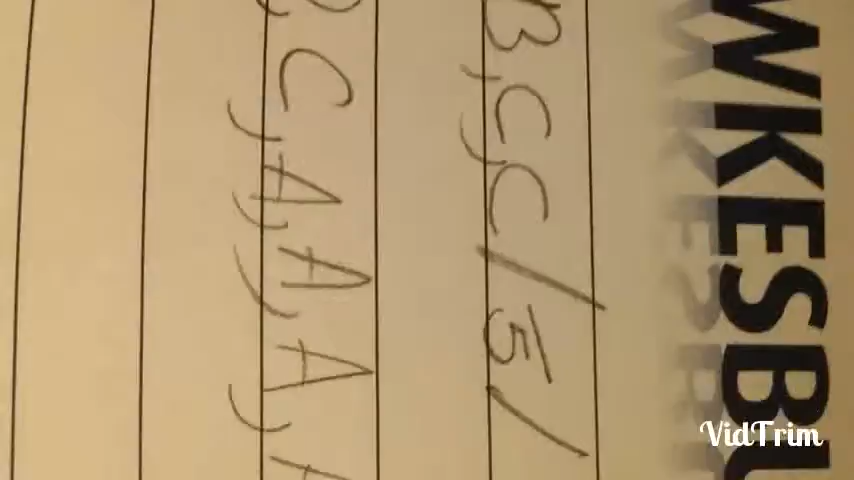 WKESBU
B, C, C / 5 /
C, A, A, A,
VidTrim